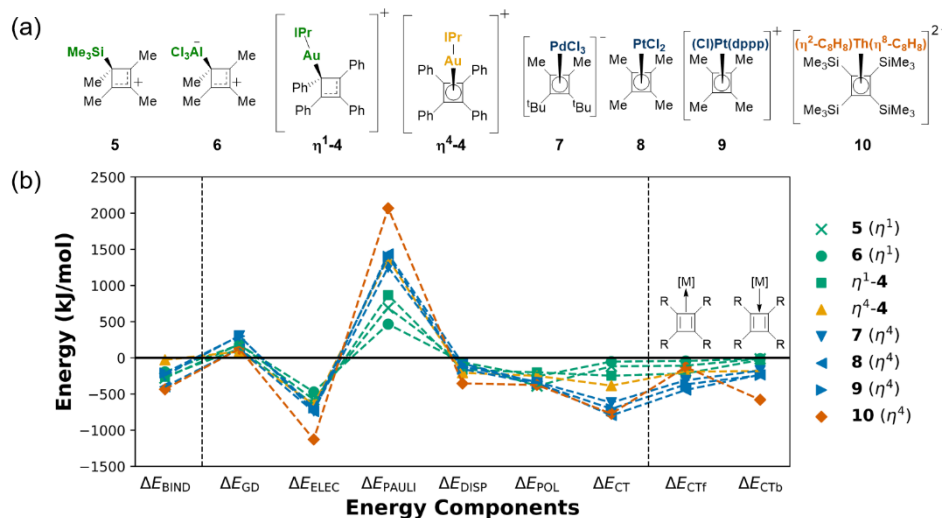 (a)
Me3Si
Me
Me
Me
Me
+
5
Cl3Al
−
Me
Me
Me
Me
+
6
IPr
Au
Ph
Ph
Ph
Ph
+
η1-4
IPr
Au
Ph
Ph
Ph
Ph
+
η4-4
PdCl3
Me
Me
tBu
tBu
−
7
PtCl2
Me
Me
Me
Me
8
(Cl)Pt(dppp)
Me
Me
Me
Me
+
9
(η2-C8H8)Th(η8-C8H8)
Me3Si
SiMe3
Me3Si
SiMe3
2-
10
(b)
Energy (kJ/mol)
2500
2000
1500
1000
500
0
−500
−1000
−1500
[M]
R
R
R
R
[M]
R
R
R
R
ΔEBIND
ΔEGD
ΔEELEC
ΔEPAULI
ΔEDISP
ΔEPOL
ΔECT
ΔECTf
ΔECTb
Energy Components
5 (η1)
6 (η1)
η1-4
η4-4
7 (η4)
8 (η4)
9 (η4)
10 (η4)